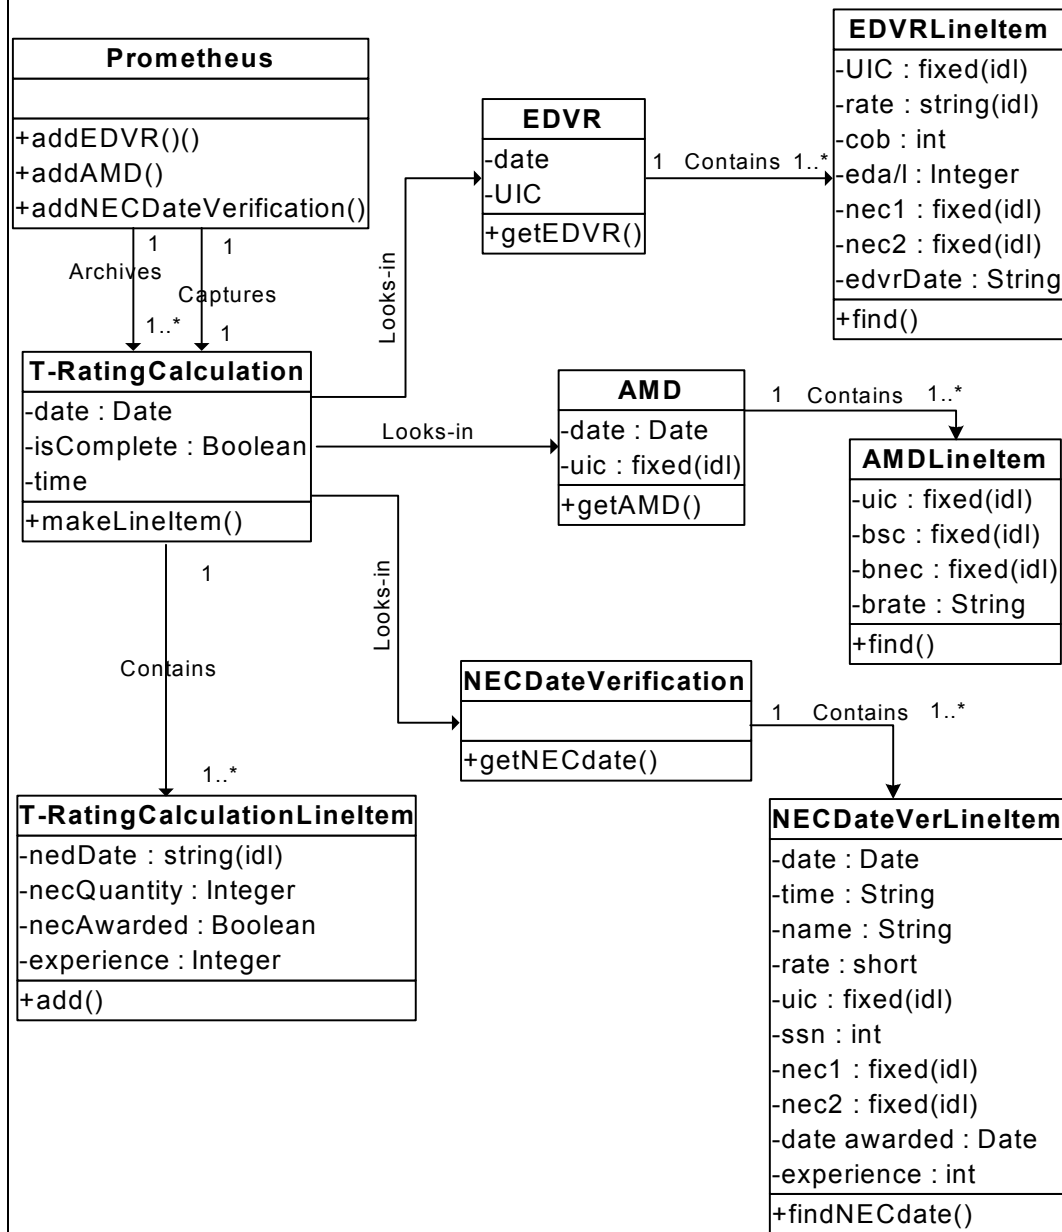 Prometheus
+addEDVR()()
+addAMD()
+addNECDateVerification()
1
1
Archives
Captures
1..*
1
T-RatingCalculation
-date : Date
-isComplete : Boolean
-time
+makeLineItem()
Looks-in
Looks-in
Looks-in
EDVR
-date
-UIC
+getEDVR()
1 Contains 1..*
EDVRLineItem
-UIC : fixed(idl)
-rate : string(idl)
-cob : int
-eda/l : Integer
-nec1 : fixed(idl)
-nec2 : fixed(idl)
-edvrDate : String
+find()
AMD
-date : Date
-uic : fixed(idl)
+getAMD()
1 Contains 1..*
AMDLineItem
-uic : fixed(idl)
-bsc : fixed(idl)
-bnec : fixed(idl)
-brate : String
+find()
1
Contains
1..*
T-RatingCalculationLineItem
-nedDate : string(idl)
-necQuantity : Integer
-necAwarded : Boolean
-experience : Integer
+add()
NECDateVerification
+getNECdate()
1 Contains 1..*
NECDateVerLineItem
-date : Date
-time : String
-name : String
-rate : short
-uic : fixed(idl)
-ssn : int
-nec1 : fixed(idl)
-nec2 : fixed(idl)
-date awarded : Date
-experience : int
+findNECdate()